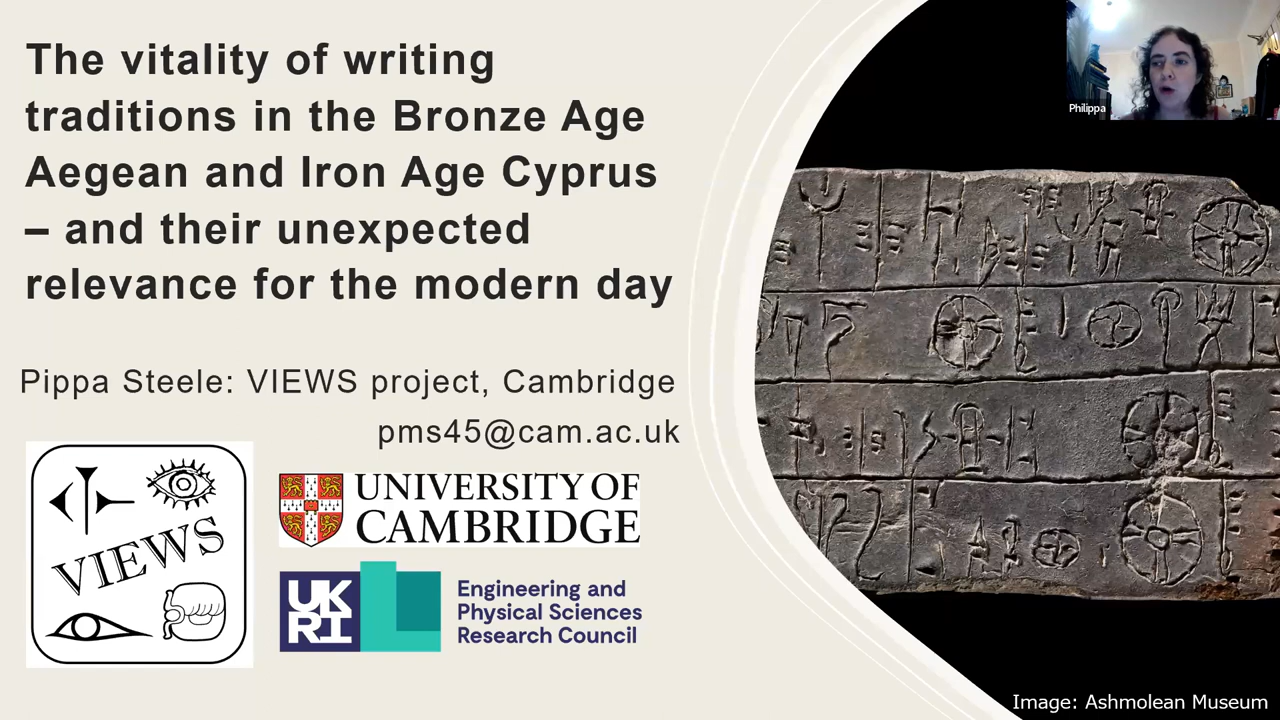 The vitality of writing
traditions in the Bronze Age
Aegean and Iron Age Cyprus
– and their unexpected
relevance for the modern day
Pippa Steele: VIEWS project, Cambridge
pms45@cam.ac.uk
VIEWS
UNIVERSITY OF
CAMBRIDGE
UK
RI
Engineering and
Physical Sciences
Research Council
Philippa
Image: Ashmolean Museum